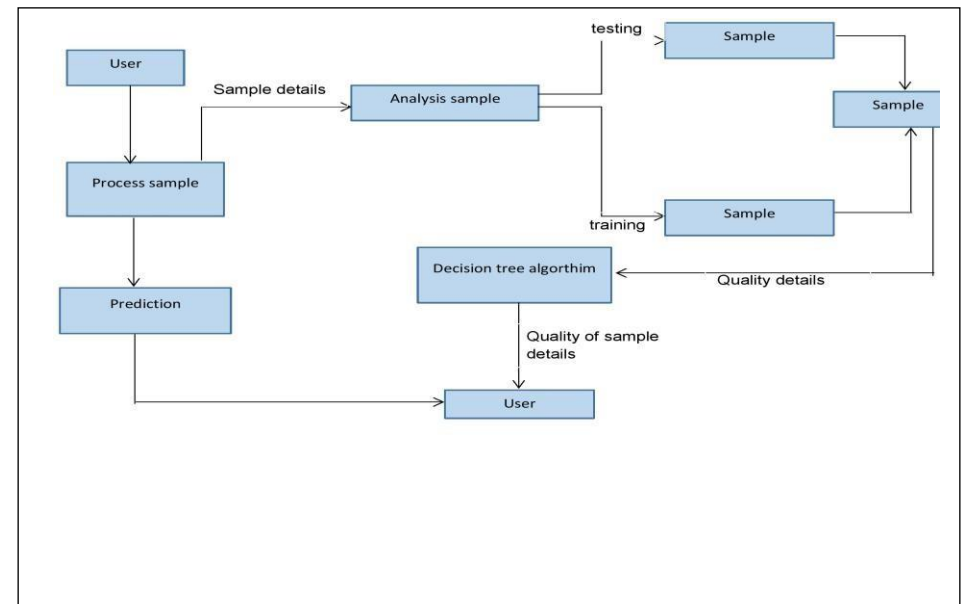 testing
Sample
User
Sample details
Analysis sample
Sample
Process sample
Sample
training
Decision tree algorthim
Quality details
Prediction
Quality of sample
details
User